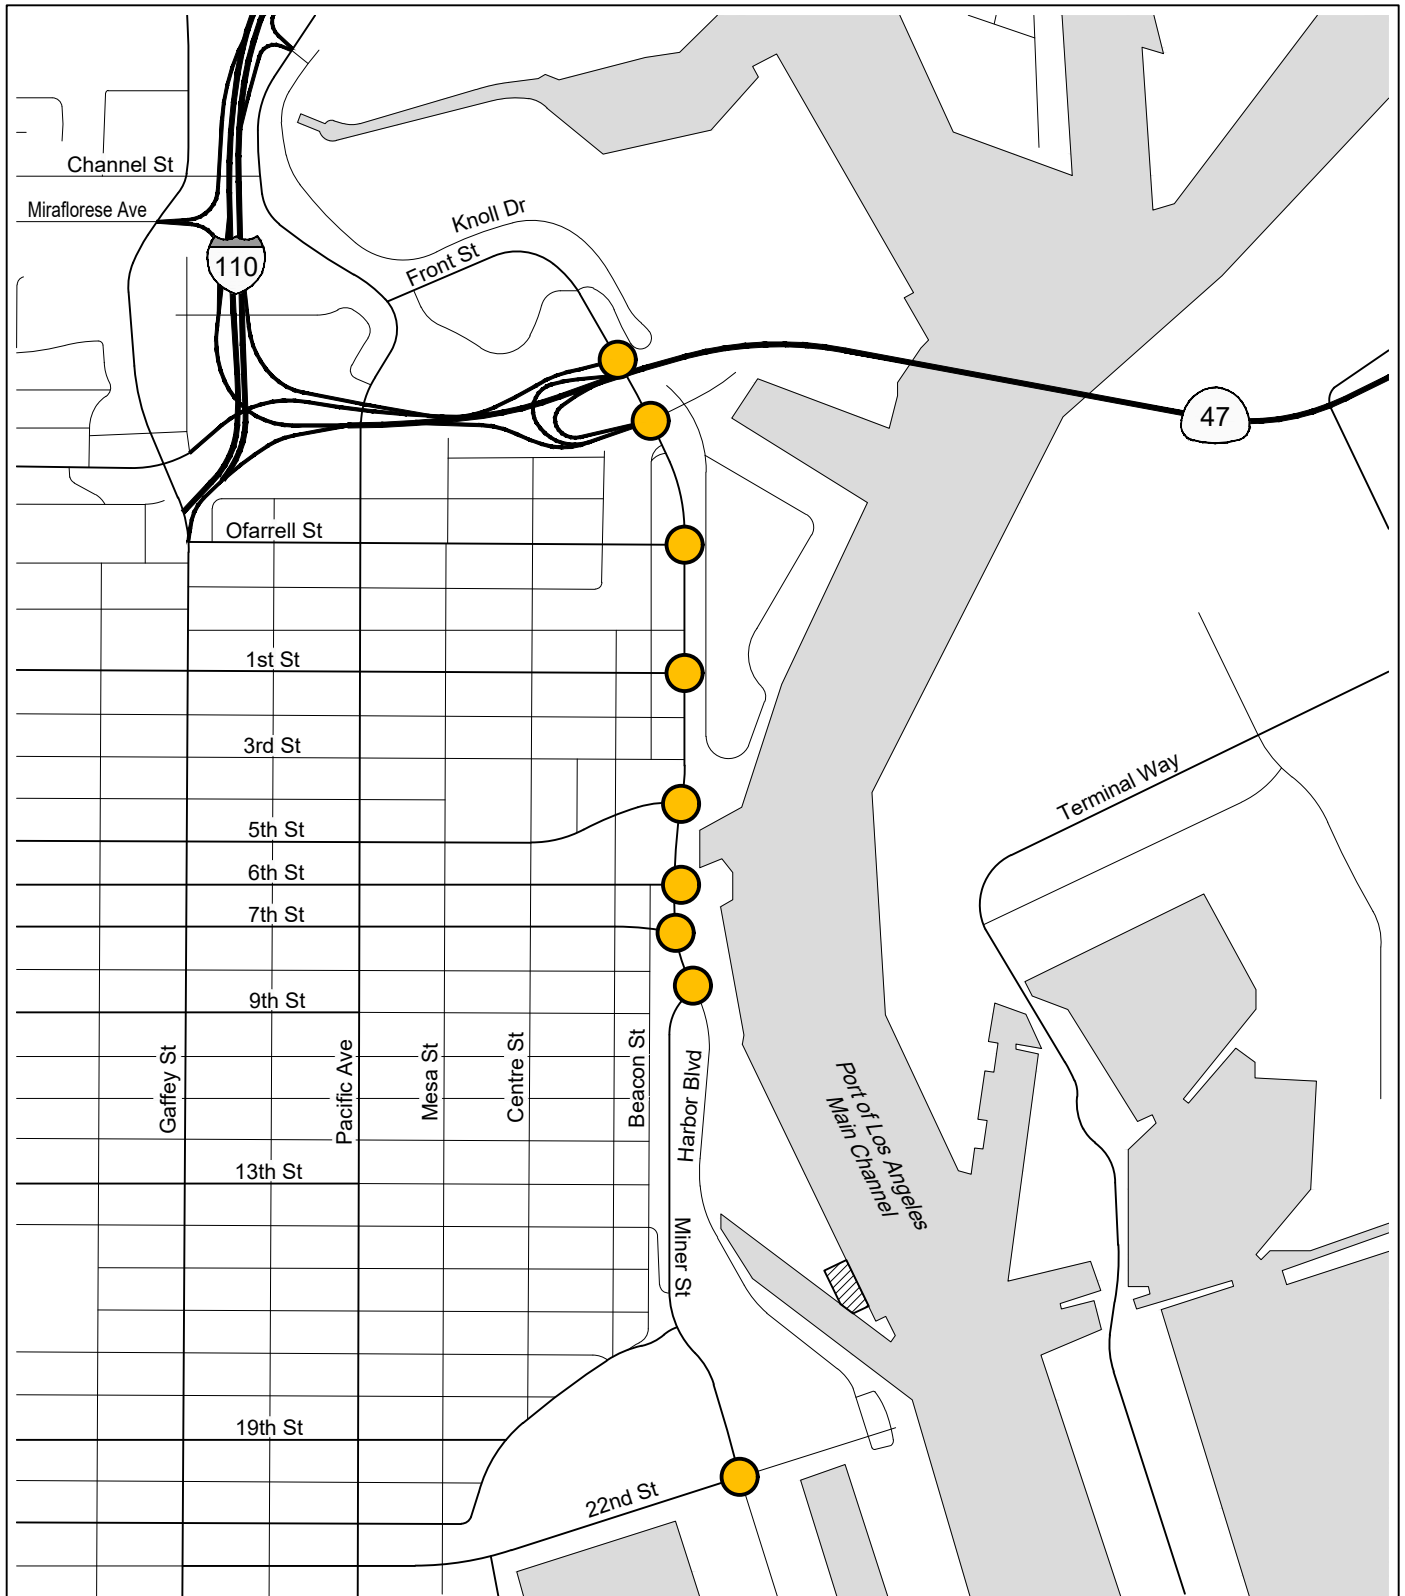 Channel St
Miraflorese Ave
Knoll Dr
Front St
110
47
Ofarrell St
1st St
3rd St
Terminal Way
5th St
6th St
7th St
9th St
Gaffey St
Pacific Ave
Mesa St
Centre St
Beacon St
Harbor Blvd
Port of Los Angeles
Main Channel
13th St
Miner St
19th St
22nd St